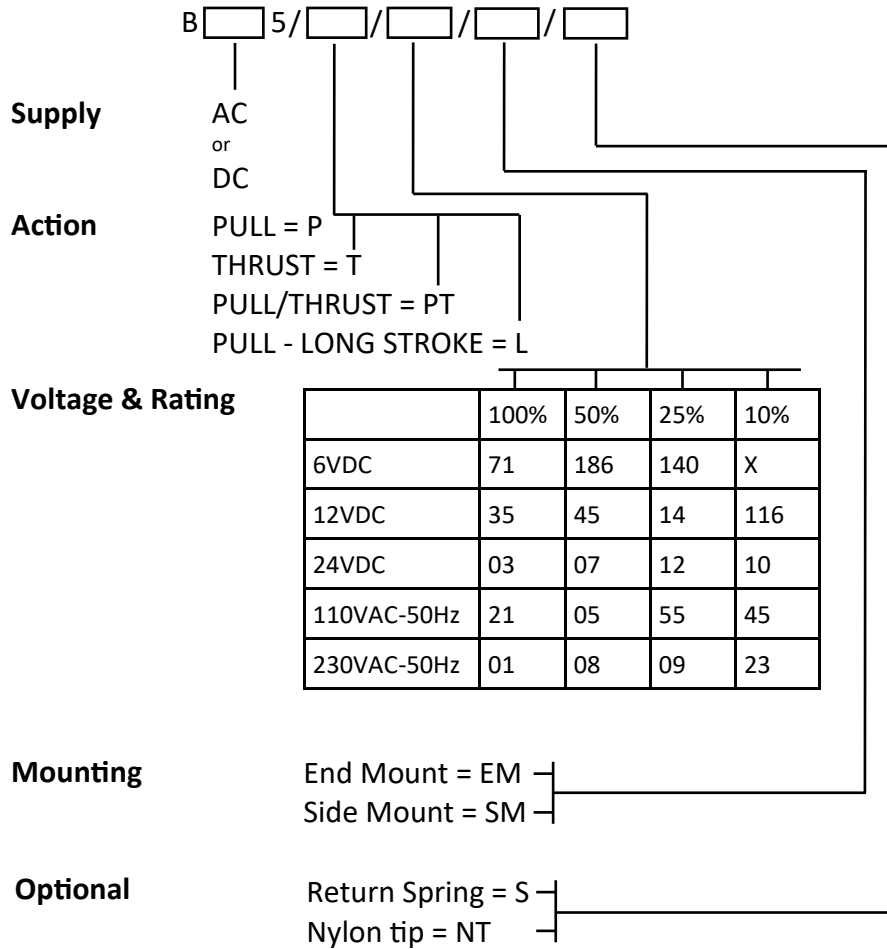 B 5/ / / /
Supply AC
or
DC
Action PULL = P
THRUST = T
PULL/THRUST = PT
PULL - LONG STROKE = L
Voltage & Rating
100% 50% 25% 10%
6VDC 71 186 140 X
12VDC 35 45 14 116
24VDC 03 07 12 10
110VAC-50Hz 21 05 55 45
230VAC-50Hz 01 08 09 23
Mounting End Mount = EM
Side Mount = SM
Optional Return Spring = S
Nylon tip = NT